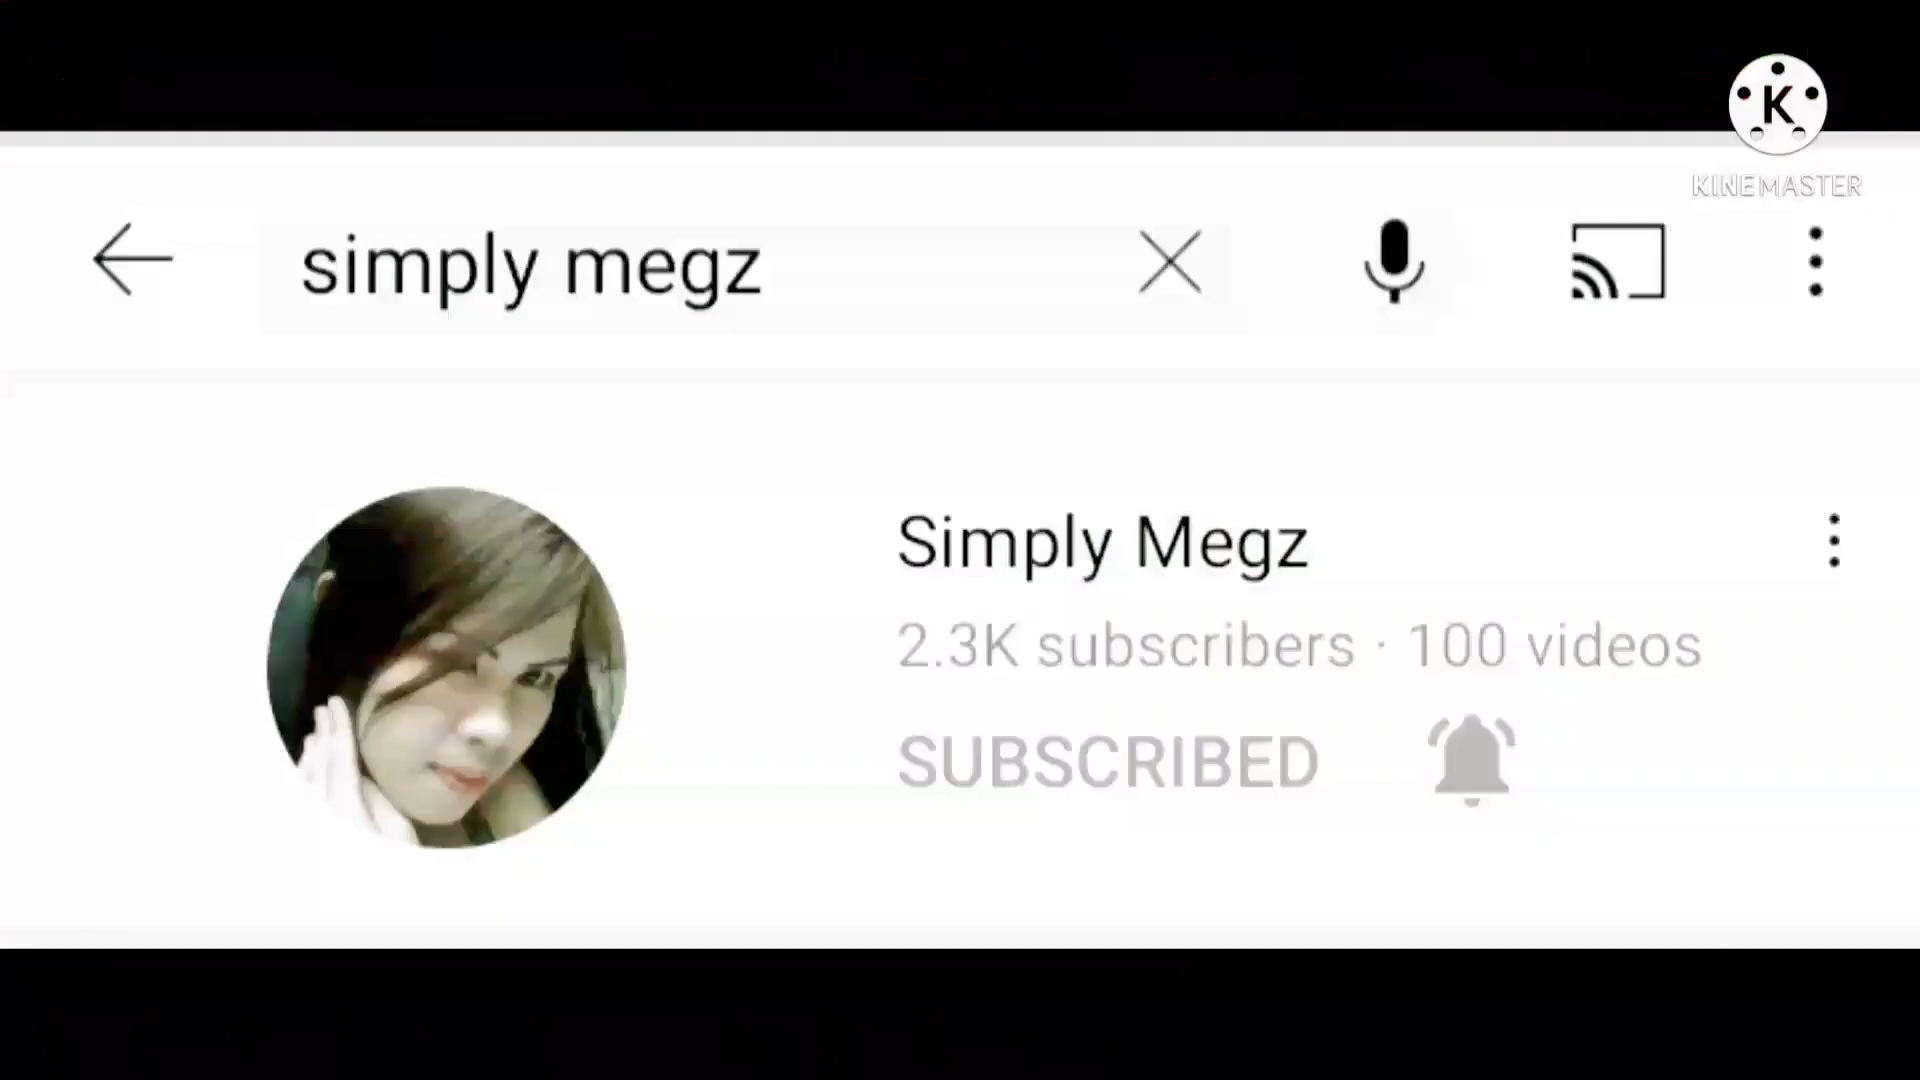 K
KINEMASTER
simply megz
Simply Megz
2.3K subscribers · 100 videos
SUBSCRIBED